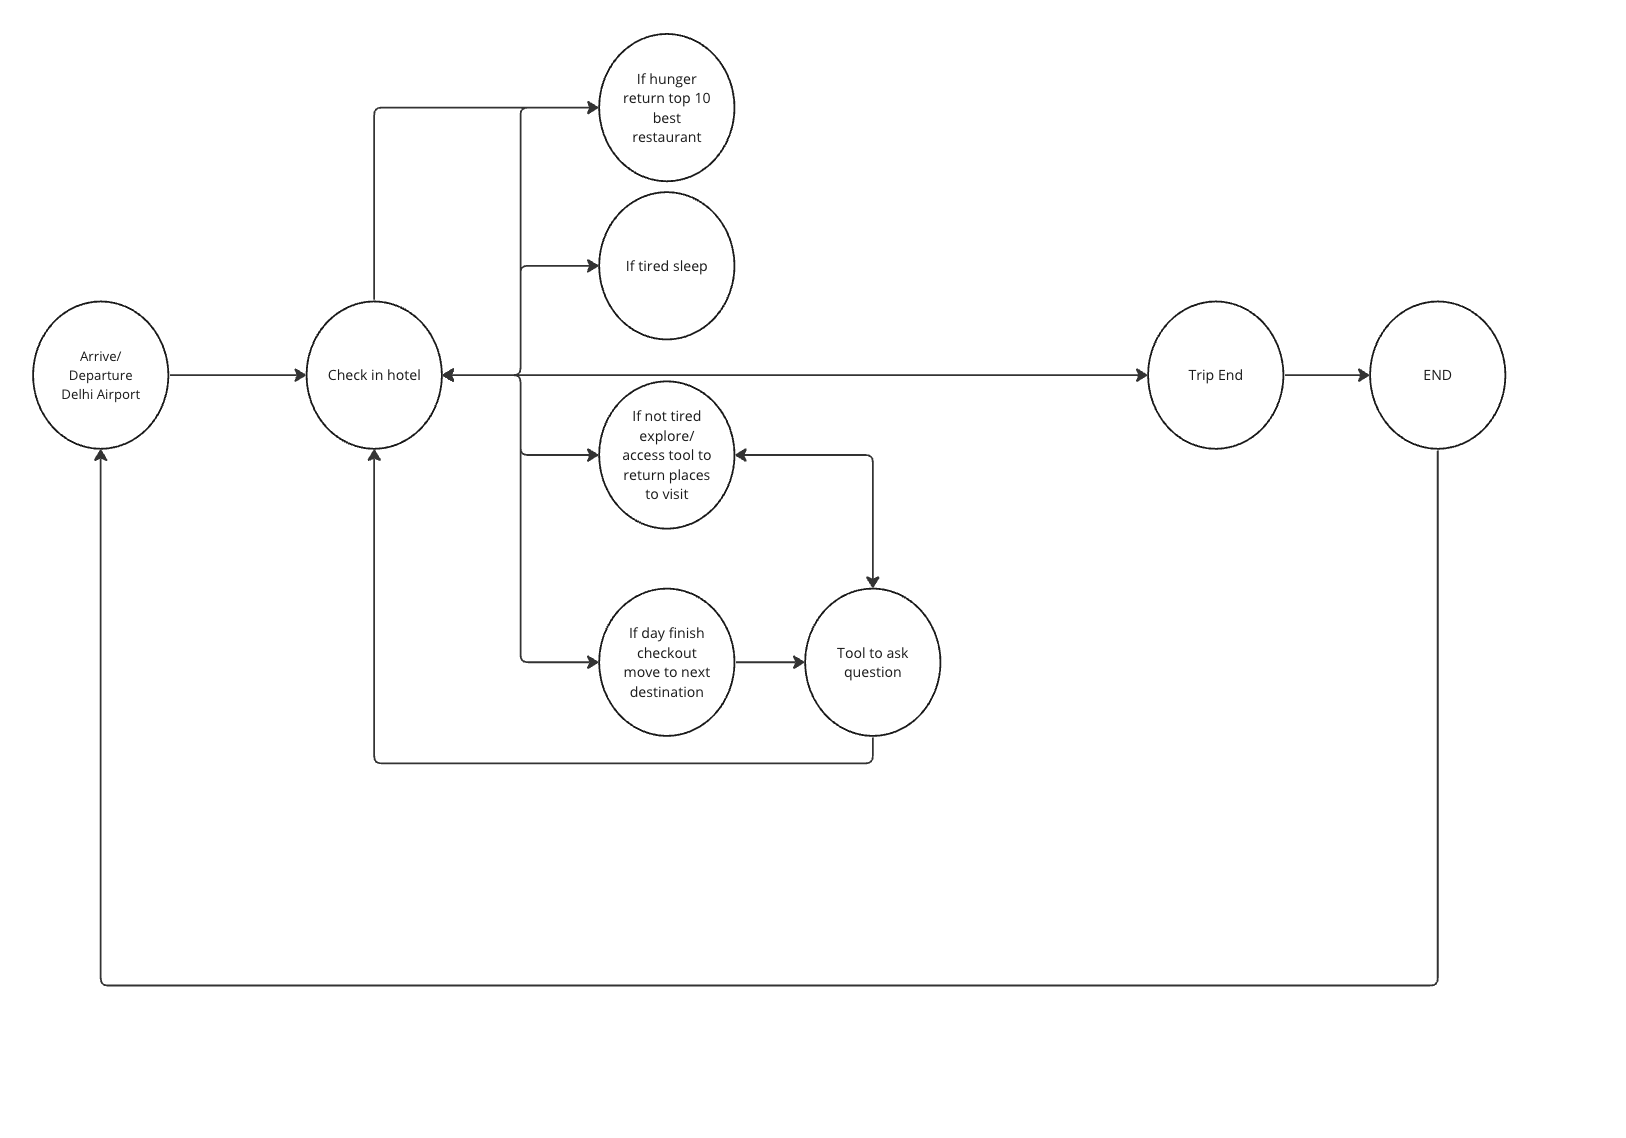 If hunger
return top 10
best
restaurant
If tired sleep
Arrive/
Departure
Delhi Airport
Check in hotel
Trip End
END
If not tired
explore/
access tool to
return places
to visit
If day finish
checkout
move to next
destination
Tool to ask
question